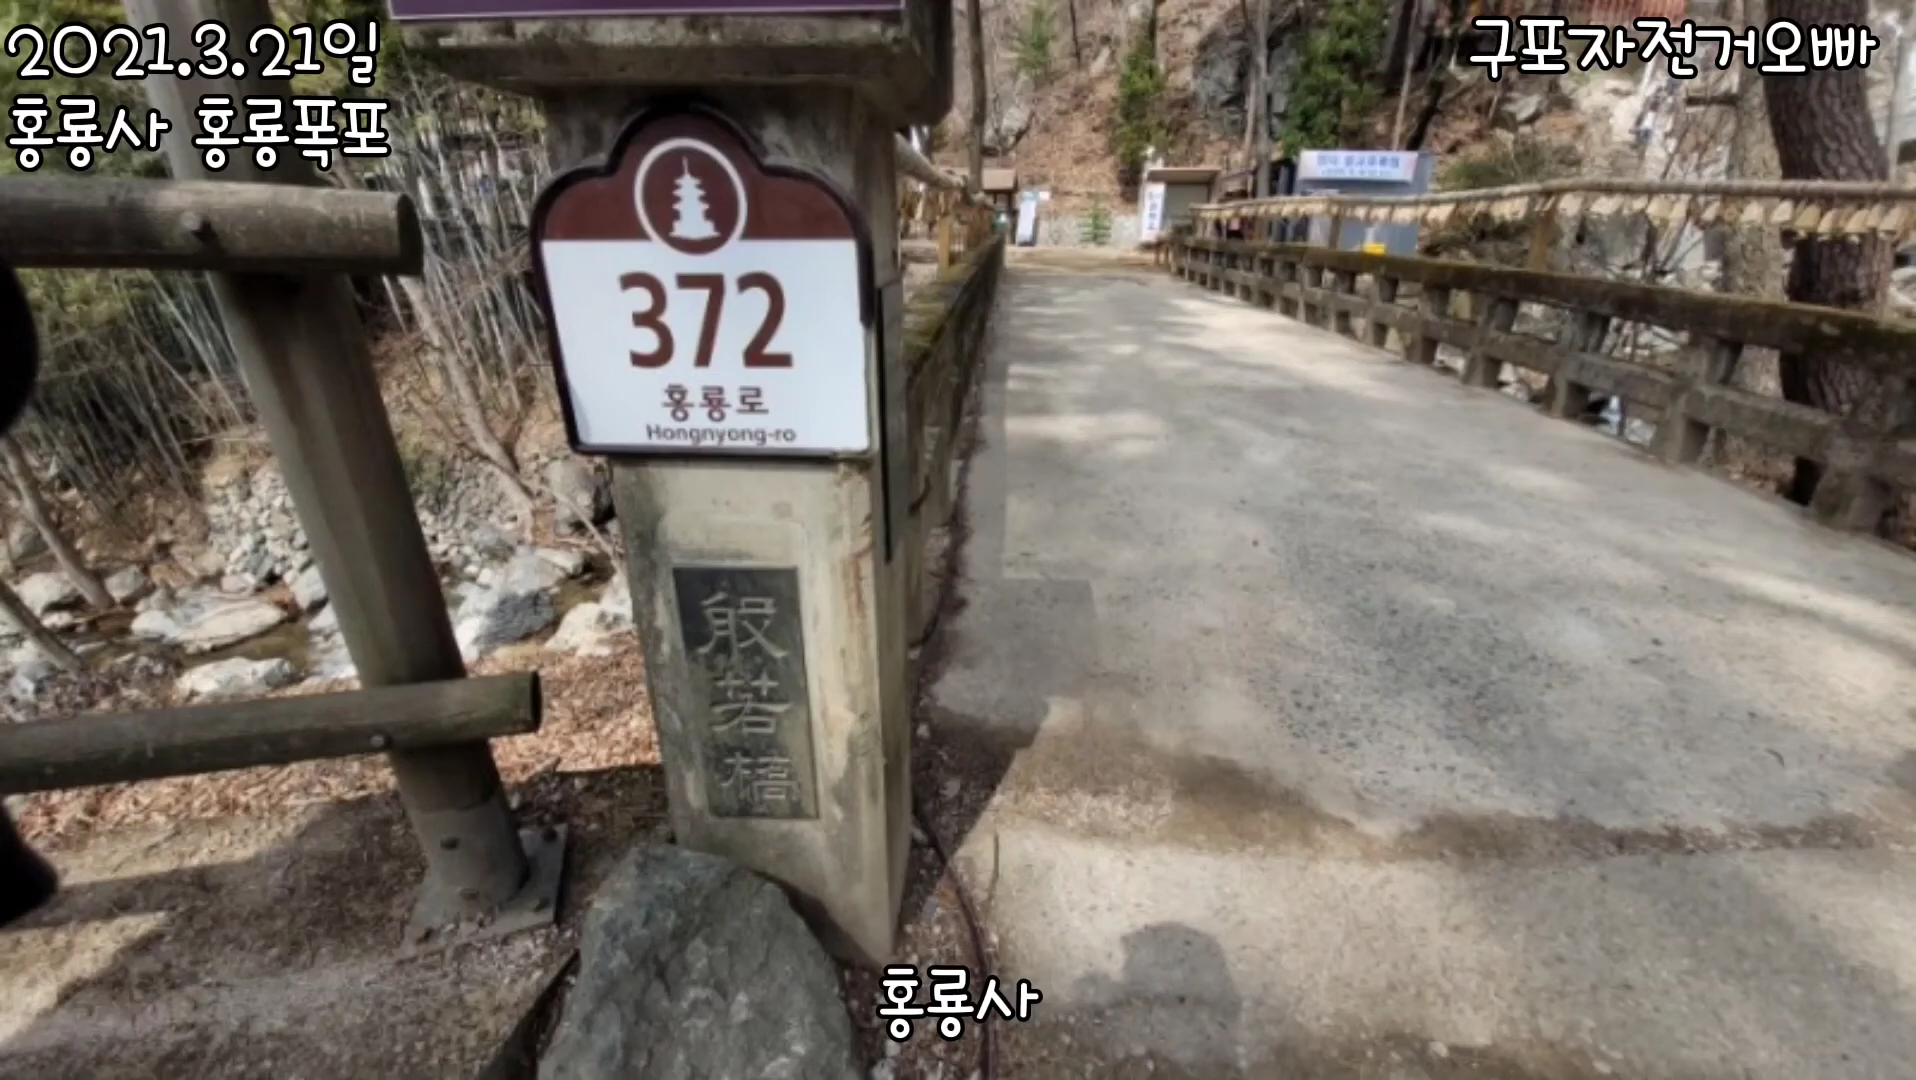 2021.3.21일
홍룡사 홍룡폭포
구포자전거오빠
372
홍룡로
Hongnyong-ro
般若橋
홍룡사